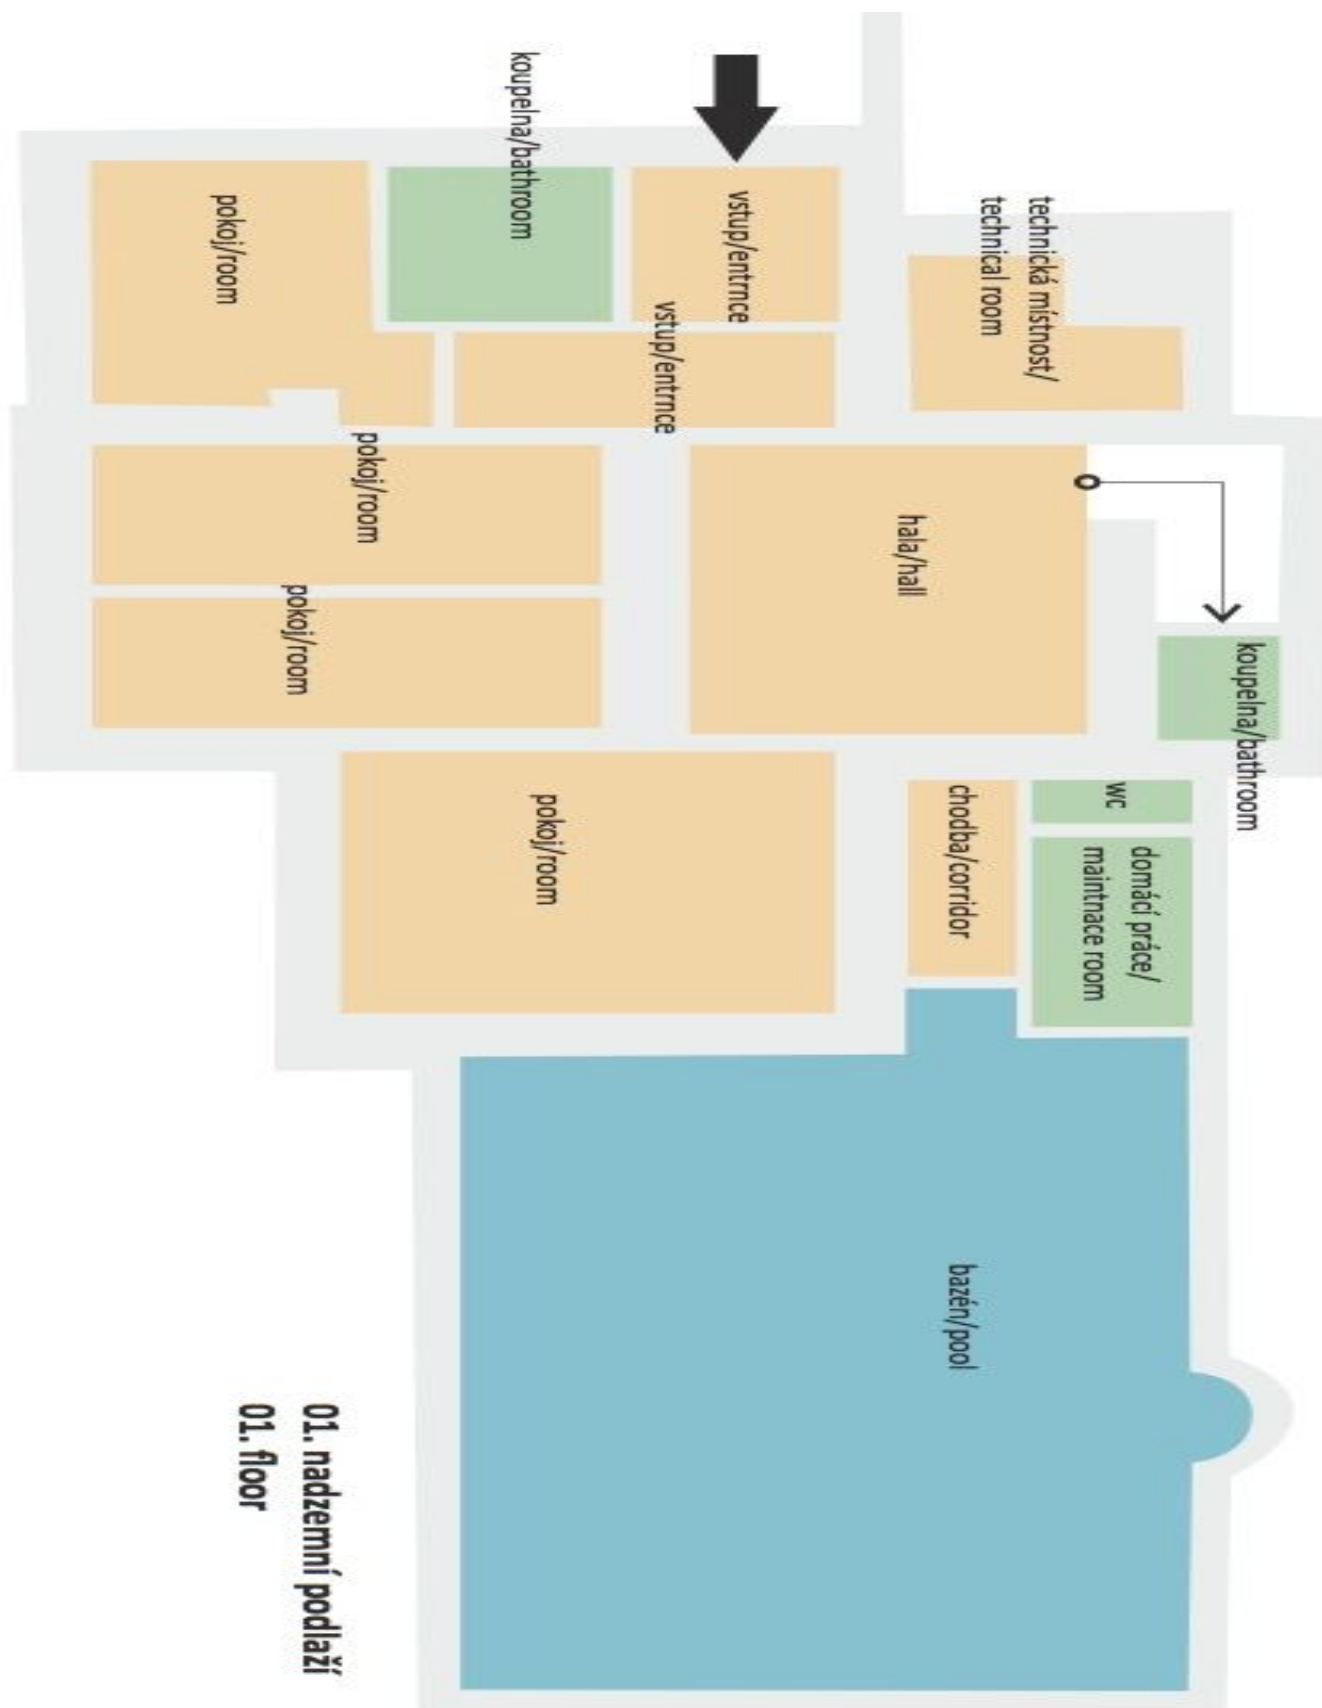 koupelna/bathroom
wc
domácí práce/
maintnace room
technická místnost/
technical room
chodba/corridor
bazén/pool
hala/hall
vstup/entrnce
vstup/entrnce
koupelna/bathroom
pokoj/room
pokoj/room
pokoj/room
pokoj/room
01. nadzemní podlaží
01. floor